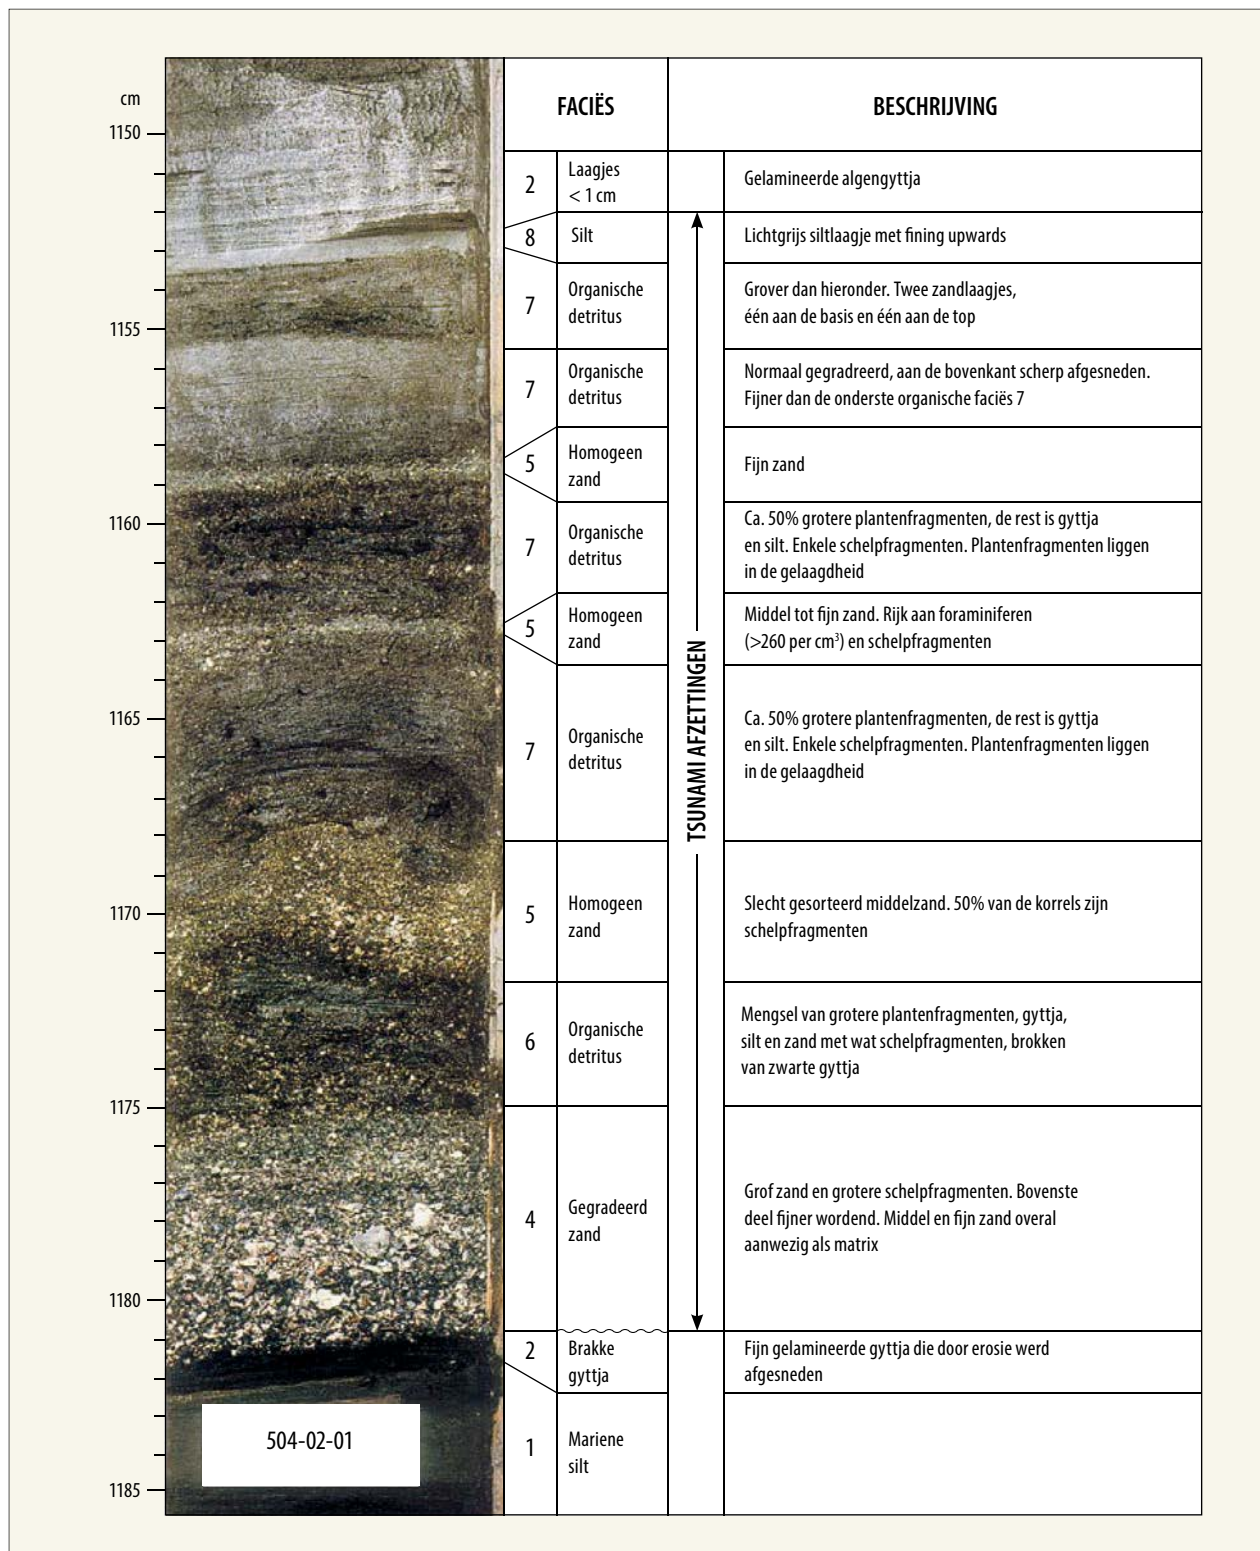 cm
1150
1155
1160
1165
1170
1175
1180
1185
504-02-01
FACIËS
BESCHRIJVING
2
Laagjes
< 1 cm
Gelamineerde algengyttja
8
Silt
Lichtgrijs siltlaagje met fining upwards
7
Organische
detritus
Grover dan hieronder. Twee zandlaagjes,
één aan de basis en één aan de top
7
Organische
detritus
Normaal gegradreerd, aan de bovenkant scherp afgesneden.
Fijner dan de onderste organische faciës 7
5
Homogeen
zand
Fijn zand
7
Organische
detritus
Ca. 50% grotere plantenfragmenten, de rest is gyttja
en silt. Enkele schelpfragmenten. Plantenfragmenten liggen
in de gelaagdheid
5
Homogeen
zand
Middel tot fijn zand. Rijk aan foraminiferen
(>260 per cm³) en schelpfragmenten
7
Organische
detritus
Ca. 50% grotere plantenfragmenten, de rest is gyttja
en silt. Enkele schelpfragmenten. Plantenfragmenten liggen
in de gelaagdheid
TSUNAMI AFZETTINGEN
5
Homogeen
zand
Slecht gesorteerd middelzand. 50% van de korrels zijn
schelpfragmenten
6
Organische
detritus
Mengsel van grotere plantenfragmenten, gyttja,
silt en zand met wat schelpfragmenten, brokken
van zwarte gyttja
4
Gegradeerd
zand
Grof zand en grotere schelpfragmenten. Bovenste
deel fijner wordend. Middel en fijn zand overal
aanwezig als matrix
2
Brakke
gyttja
Fijn gelamineerde gyttja die door erosie werd
afgesneden
1
Mariene
silt